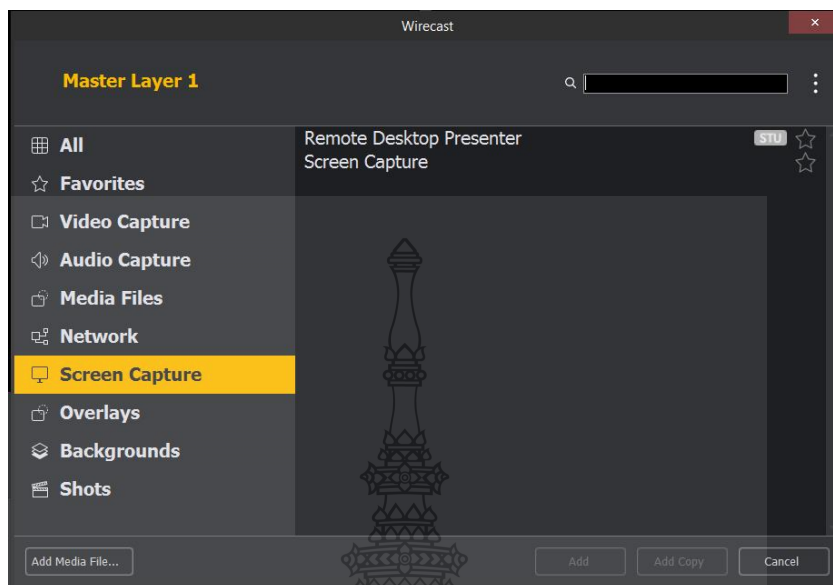 Wirecast
Master Layer 1
All
Favorites
Video Capture
Audio Capture
Media Files
Network
Screen Capture
Overlays
Backgrounds
Shots
Remote Desktop Presenter STU
Screen Capture
Add Media File... Add Add Copy Cancel